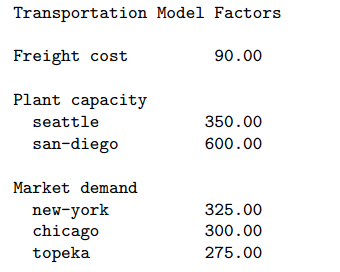 Transportation Model Factors
Freight cost 90.00
Plant capacity
seattle 350.00
san-diego 600.00
Market demand
new-york 325.00
chicago 300.00
topeka 275.00